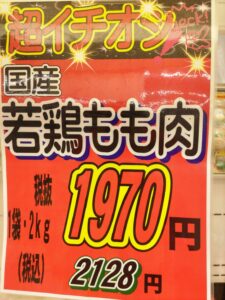 超イチオシ
国産
若鶏もも肉
税抜
1袋・2kg
1970円
(税込)
2128円